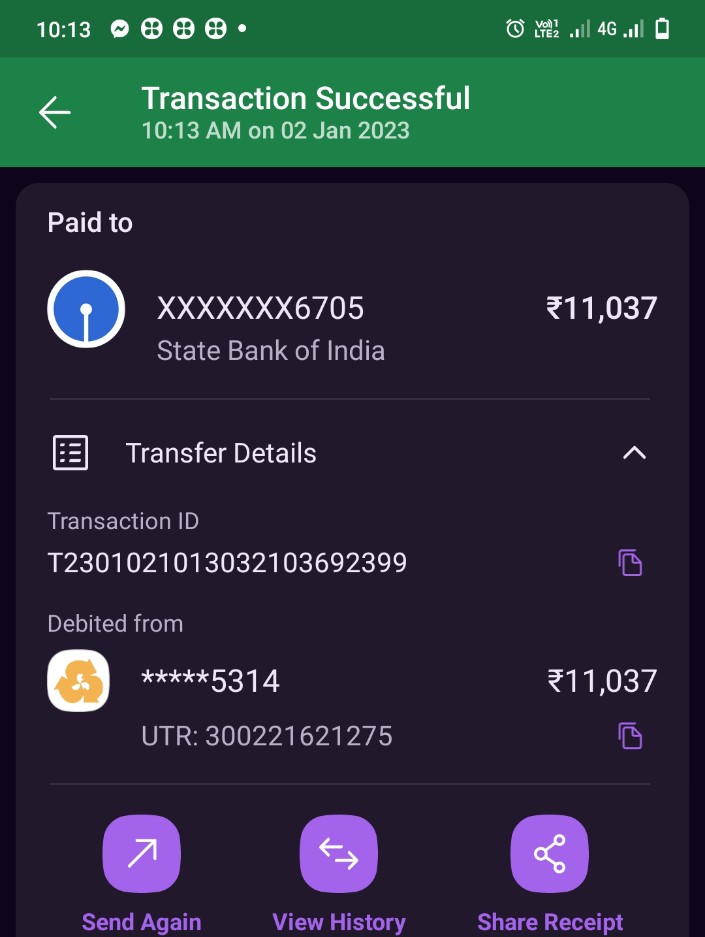 10:13
Vo))1
LTE2
4G
Transaction Successful
10:13 AM on 02 Jan 2023
Paid to
XXXXXXX6705
₹11,037
State Bank of India
Transfer Details
Transaction ID
T2301021013032103692399
Debited from
*****5314
₹11,037
UTR: 300221621275
Send Again
View History
Share Receipt